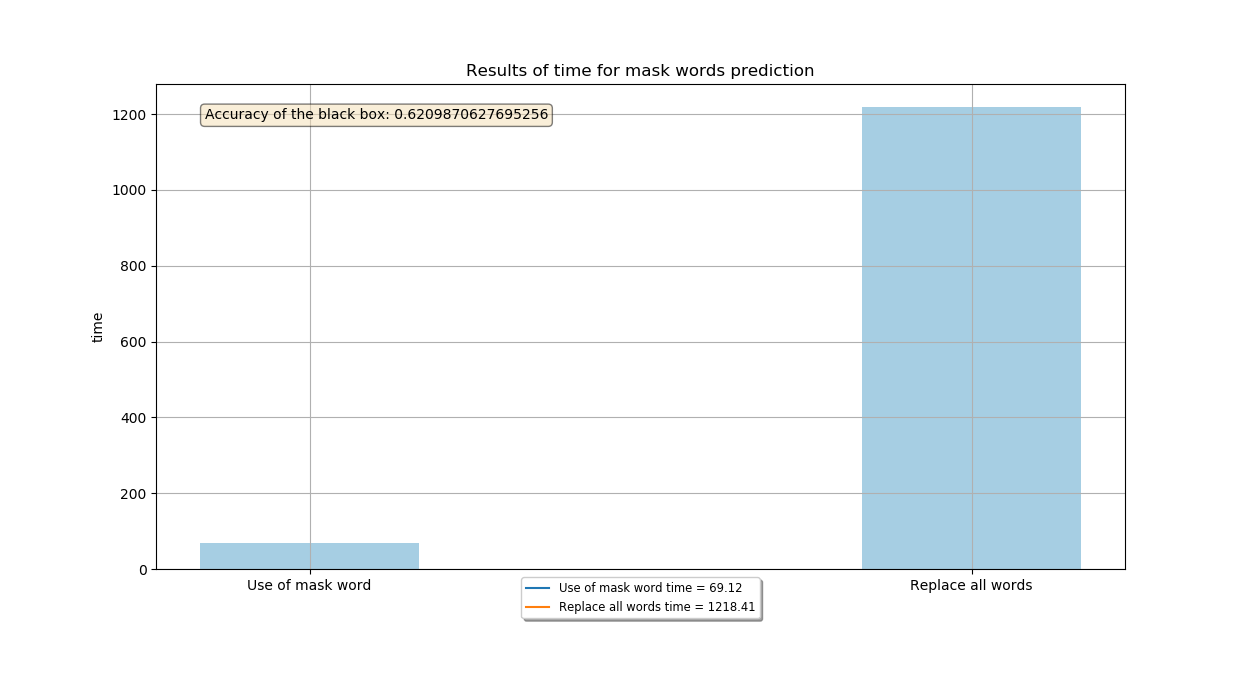 Results of time for mask words prediction
Accuracy of the black box: 0.6209870627695256
1200
1000
800
600
400
200
0
time
Use of mask word
Replace all words
Use of mask word time = 69.12
Replace all words time = 1218.41